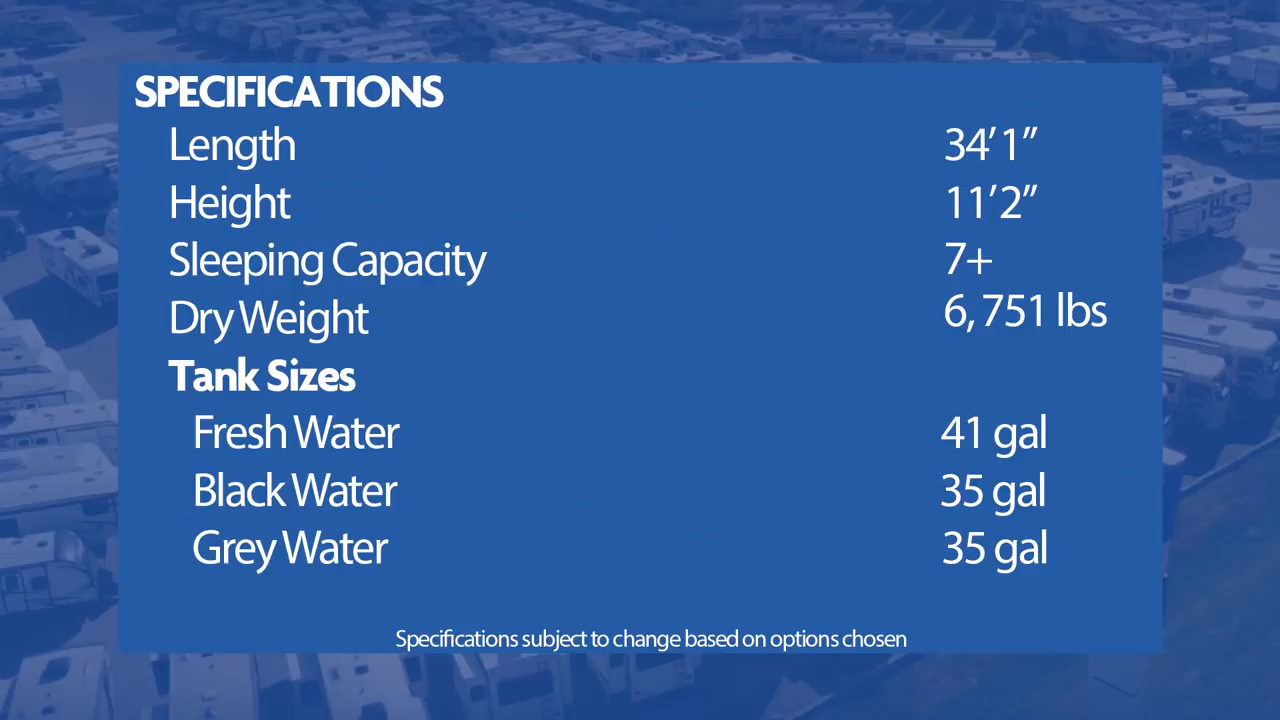 SPECIFICATIONS
Length 34’1”
Height 11’2”
Sleeping Capacity 7+
Dry Weight 6,751 lbs
Tank Sizes
Fresh Water 41 gal
Black Water 35 gal
Grey Water 35 gal
Specifications subject to change based on options chosen